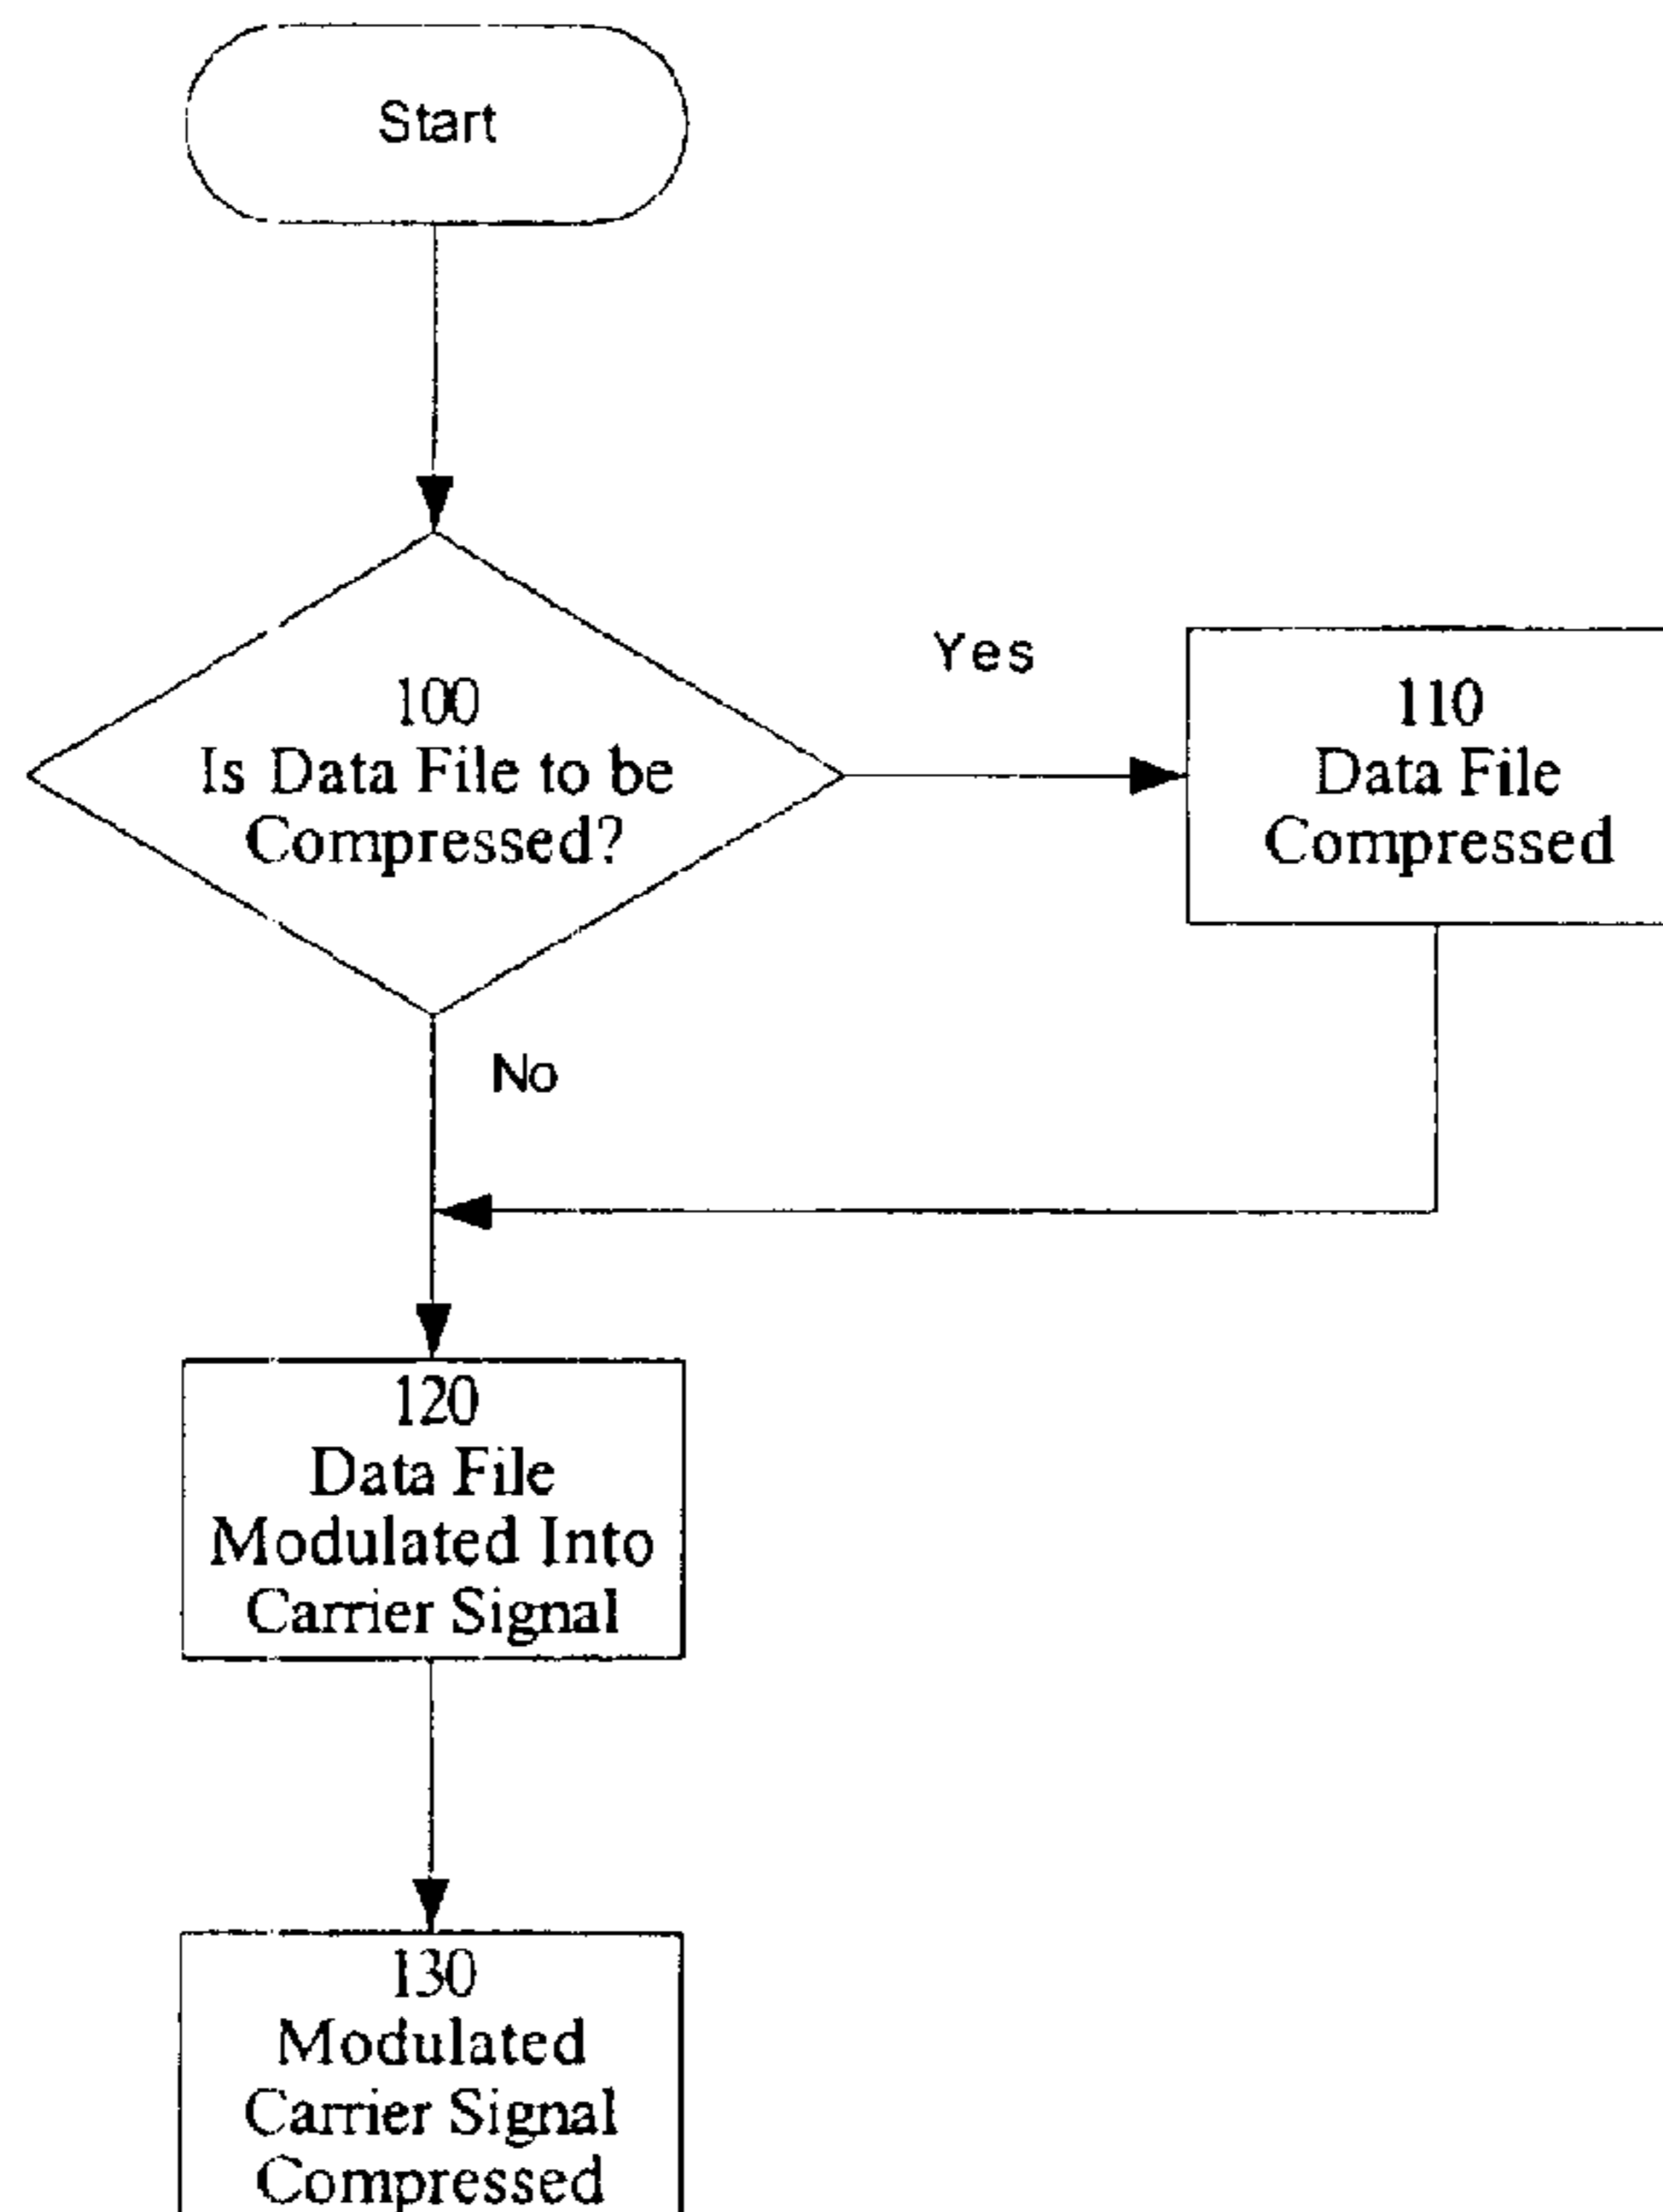 Start
100
Is Data File to be
Compressed?
Yes
110
Data File
Compressed
No
120
Data File
Modulated Into
Carrier Signal
130
Modulated
Carrier Signal
Compressed